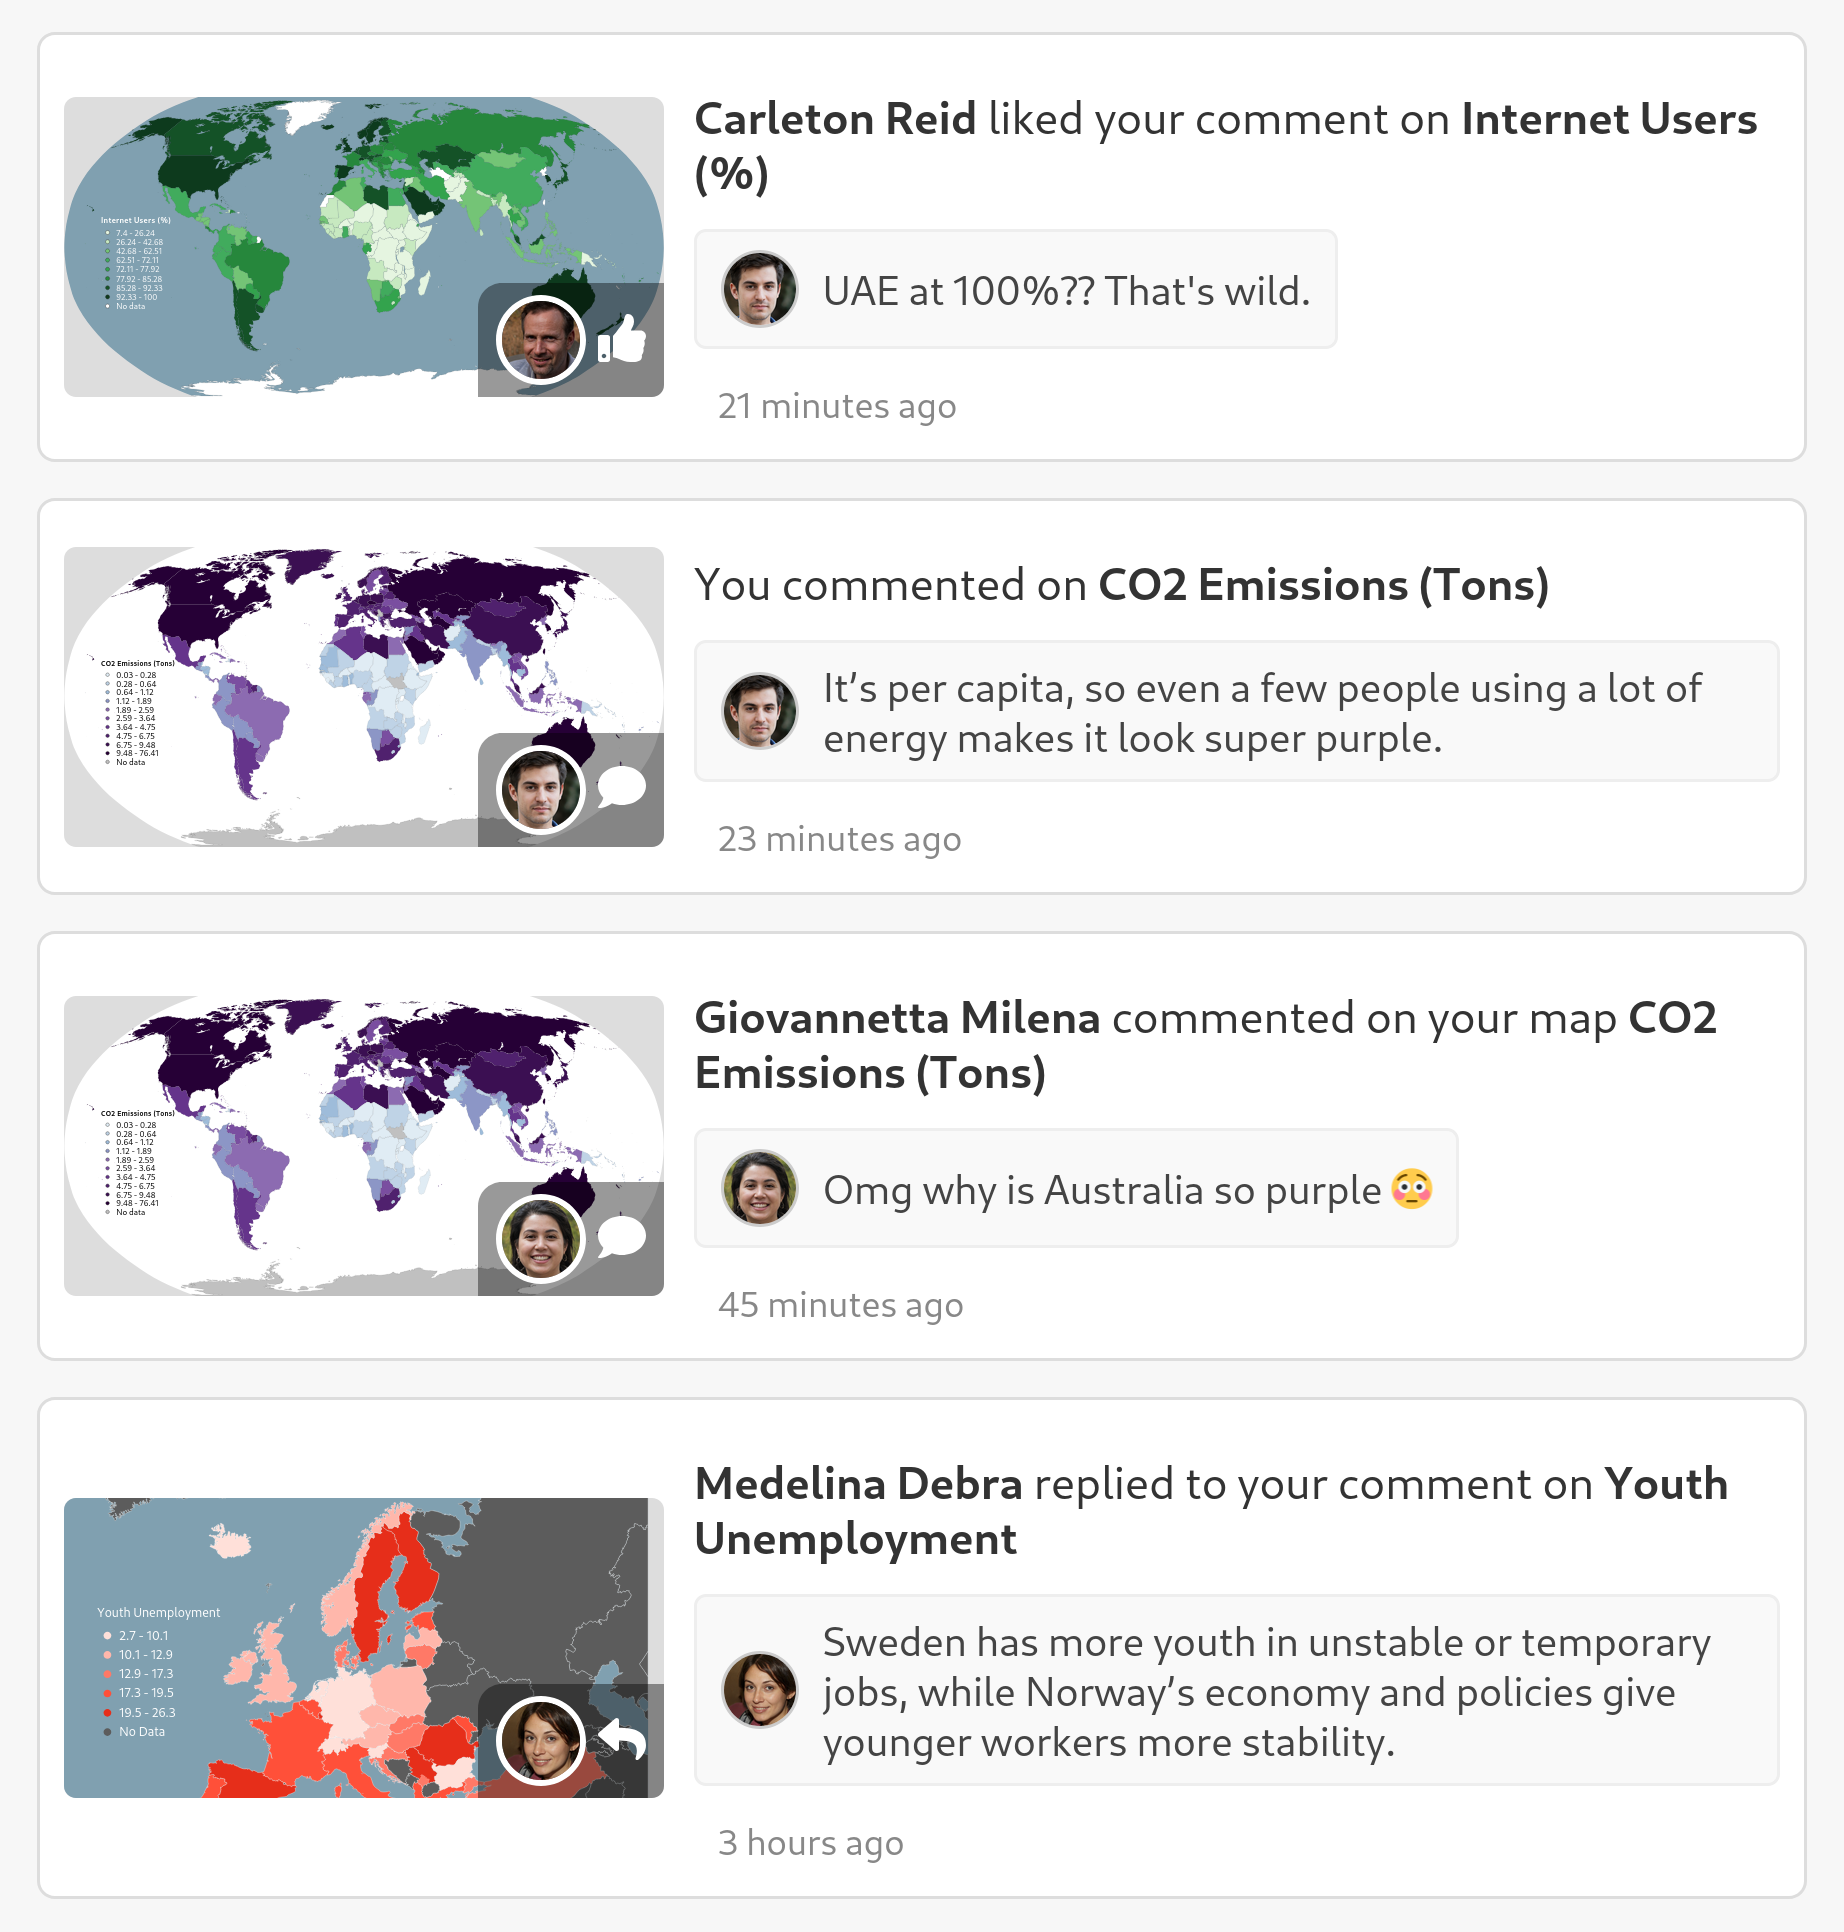 Internet Users (%)
7.4 - 26.24
26.24 - 42.68
42.68 - 62.51
62.51 - 72.11
72.11 - 77.92
77.92 - 85.28
85.28 - 92.33
92.33 - 100
No data
Carleton Reid liked your comment on Internet Users
(%)
UAE at 100%?? That's wild.
21 minutes ago
CO2 Emissions (Tons)
0.03 - 0.28
0.28 - 0.64
0.64 - 1.12
1.12 - 1.89
1.89 - 2.59
2.59 - 3.64
3.64 - 4.75
4.75 - 6.75
6.75 - 9.48
9.48 - 76.41
No data
You commented on CO2 Emissions (Tons)
It’s per capita, so even a few people using a lot of
energy makes it look super purple.
23 minutes ago
CO2 Emissions (Tons)
0.03 - 0.28
0.28 - 0.64
0.64 - 1.12
1.12 - 1.89
1.89 - 2.59
2.59 - 3.64
3.64 - 4.75
4.75 - 6.75
6.75 - 9.48
9.48 - 76.41
No data
Giovannetta Milena commented on your map CO2
Emissions (Tons)
Omg why is Australia so purple 😳
45 minutes ago
Youth Unemployment
2.7 - 10.1
10.1 - 12.9
12.9 - 17.3
17.3 - 19.5
19.5 - 26.3
No Data
Medelina Debra replied to your comment on Youth
Unemployment
Sweden has more youth in unstable or temporary
jobs, while Norway’s economy and policies give
younger workers more stability.
3 hours ago